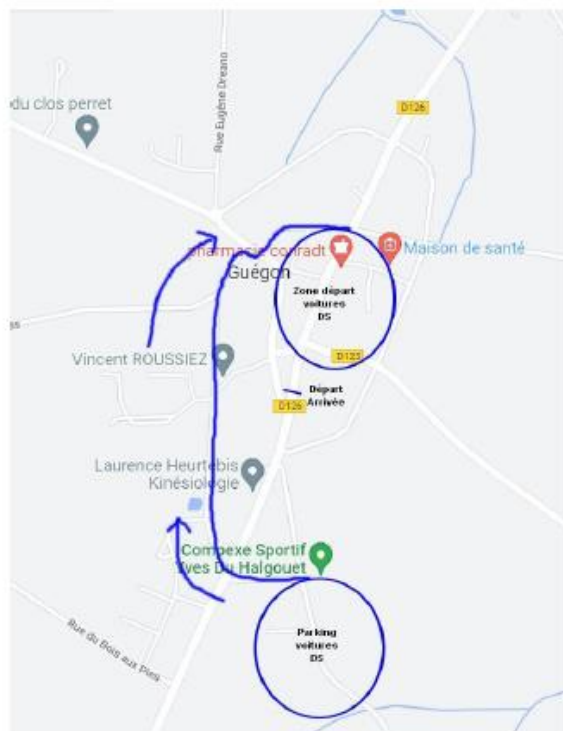 D126
du clos perret
Rue Eugène Dreano
pharmacie conradt
Maison de santé
Guégon
Zone départ
voitures
DS
Vincent ROUSSIEZ
D123
Départ
Arrivée
D126
Laurence Heurtebis
Kinésiologie
Compexe Sportif
Yves Du Halgouet
Parking
voitures
DS
Rue du Bois aux Pies